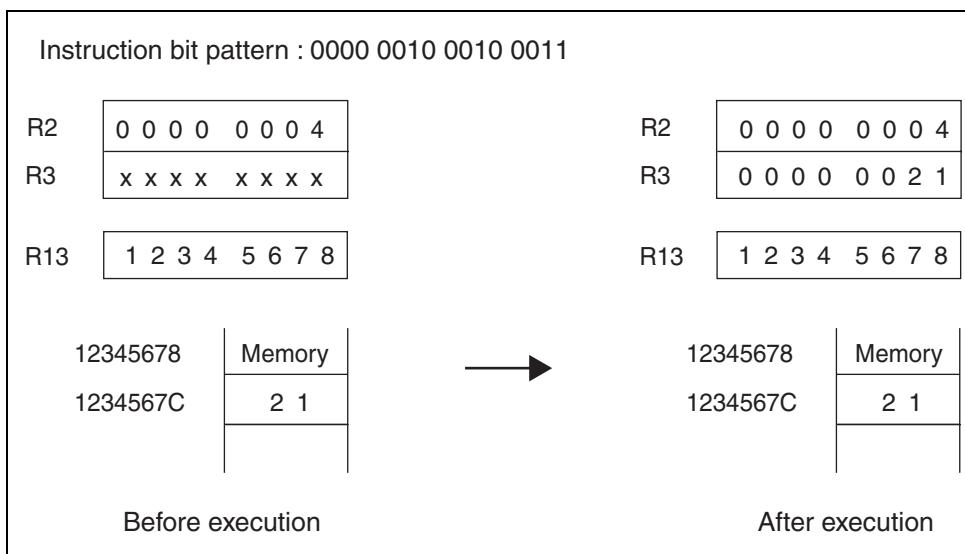 Instruction bit pattern : 0000 0010 0010 0011
R2 0 0 0 0 0 0 0 4 R2 0 0 0 0 0 0 0 4
R3 x x x x x x x x R3 0 0 0 0 0 0 2 1
R13 1 2 3 4 5 6 7 8 R13 1 2 3 4 5 6 7 8
12345678 Memory 12345678 Memory
1234567C 2 1 1234567C 2 1
Before execution After execution